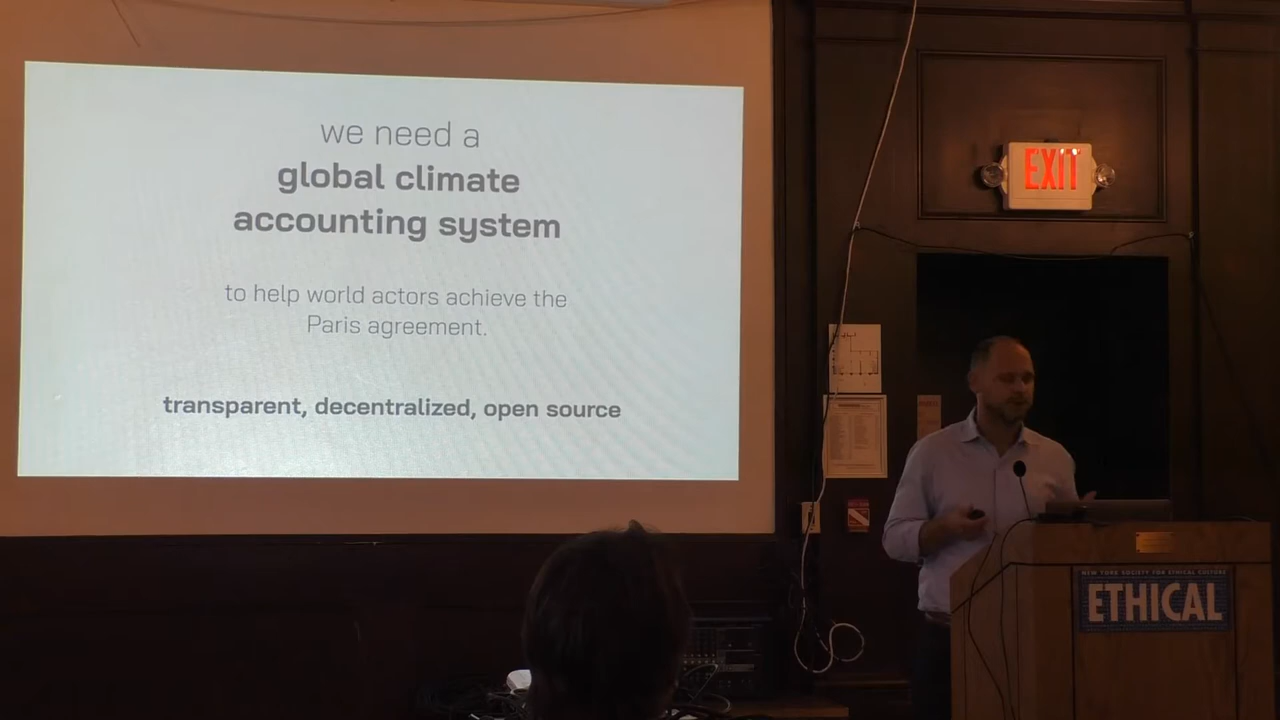 we need a
global climate
accounting system
to help world actors achieve the
Paris agreement.
transparent, decentralized, open source
EXIT
NEW YORK SOCIETY FOR ETHICAL CULTURE
ETHICAL